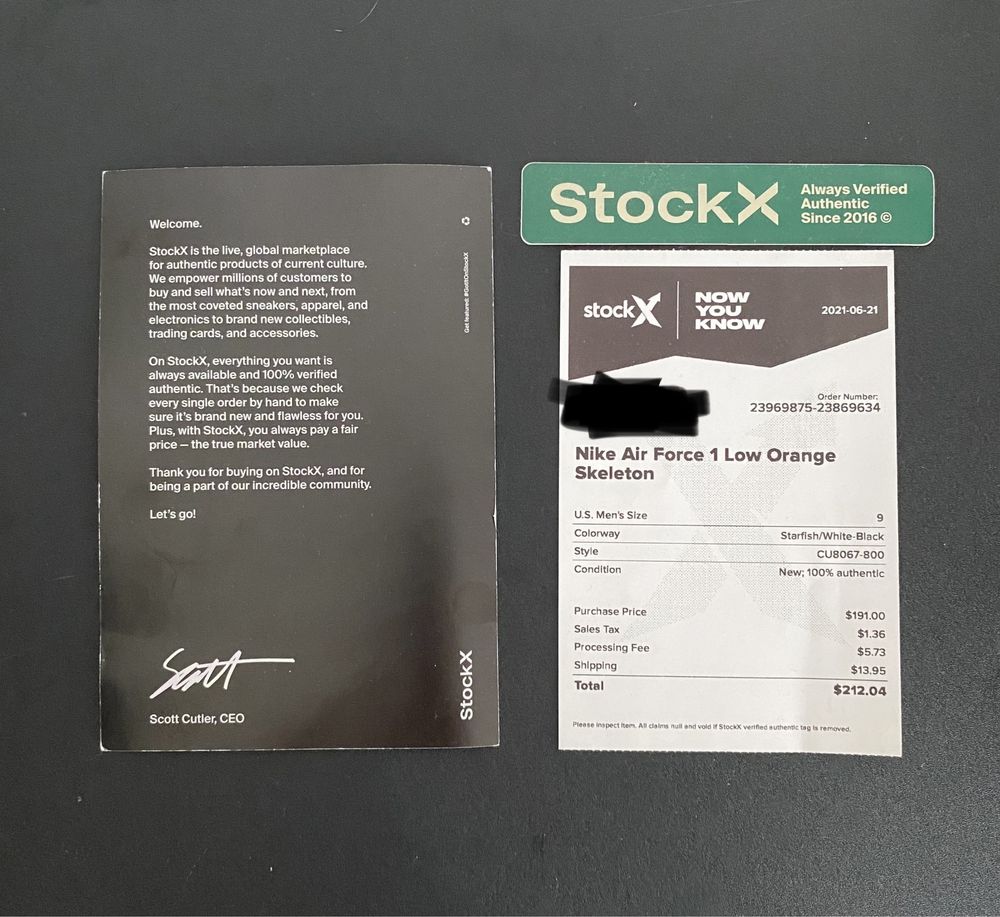 Welcome.
StockX is the live, global marketplace
for authentic products of current culture.
We empower millions of customers to
buy and sell what's now and next, from
the most coveted sneakers, apparel, and
electronics to brand new collectibles,
trading cards, and accessories.
On StockX, everything you want is
always available and 100% verified
authentic. That's because we check
every single order by hand to make
sure it's brand new and flawless for you.
Plus, with StockX, you always pay a fair
price — the true market value.
Thank you for buying on StockX, and for
being a part of our incredible community.
Let's go!
Scott
Scott Cutler, CEO
Get featured: #GotItOnStockX
StockX
StockX
Always Verified
Authentic
Since 2016 ©
stockX
NOW
YOU
KNOW
2021-06-21
Order Number:
23969875-23869634
Nike Air Force 1 Low Orange
Skeleton
U.S. Men's Size 9
Colorway Starfish/White-Black
Style CU8067-800
Condition New; 100% authentic
Purchase Price $191.00
Sales Tax $1.36
Processing Fee $5.73
Shipping $13.95
Total $212.04
Please inspect item. All claims null and void if StockX verified authentic tag is removed.